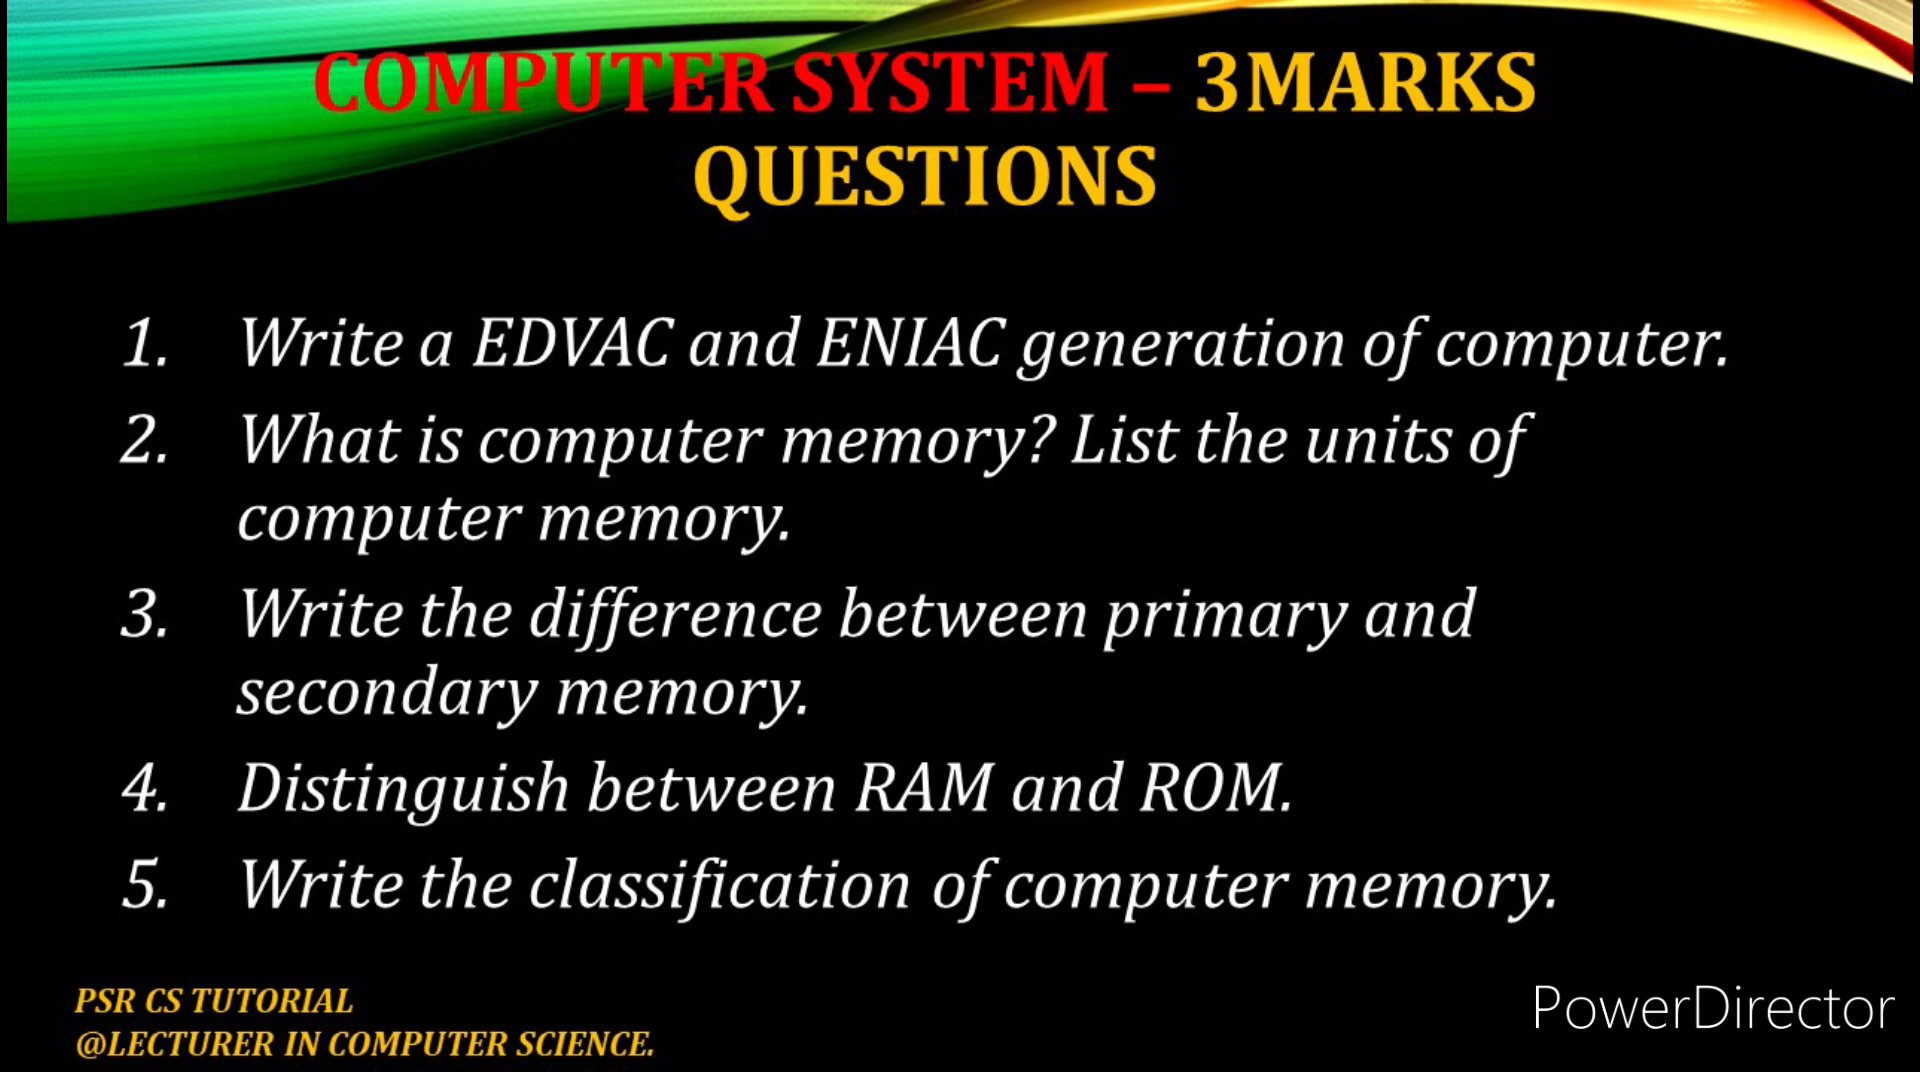 COMPUTER SYSTEM – 3MARKS
QUESTIONS
1. Write a EDVAC and ENIAC generation of computer.
2. What is computer memory? List the units of
computer memory.
3. Write the difference between primary and
secondary memory.
4. Distinguish between RAM and ROM.
5. Write the classification of computer memory.
PSR CS TUTORIAL
@LECTURER IN COMPUTER SCIENCE.
PowerDirector